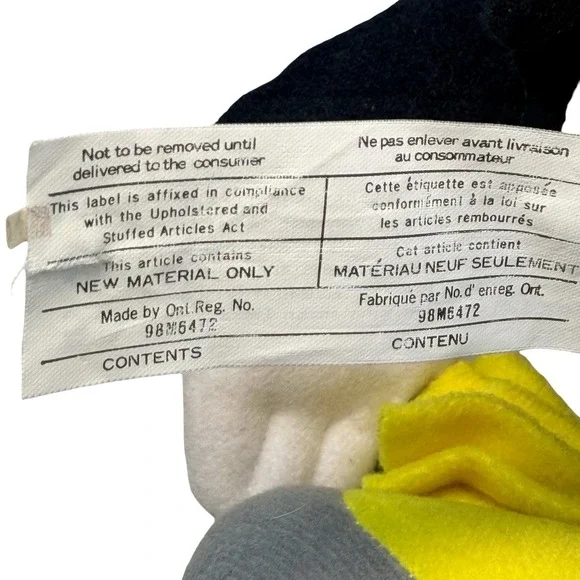 Not to be removed until
delivered to the consumer
Ne pas enlever avant livraison
au consommateur
This label is affixed in compliance
with the Upholstered and
Stuffed Articles Act
Cette étiquette est apposée
conformément à la loi sur
les articles rembourrés
This article contains
NEW MATERIAL ONLY
Cet article contient
MATÉRIAU NEUF SEULEMENT
Made by Ont.Reg. No.
98M6472
Fabriqué par No.d' enreg. Ont.
98M6472
CONTENTS
CONTENU